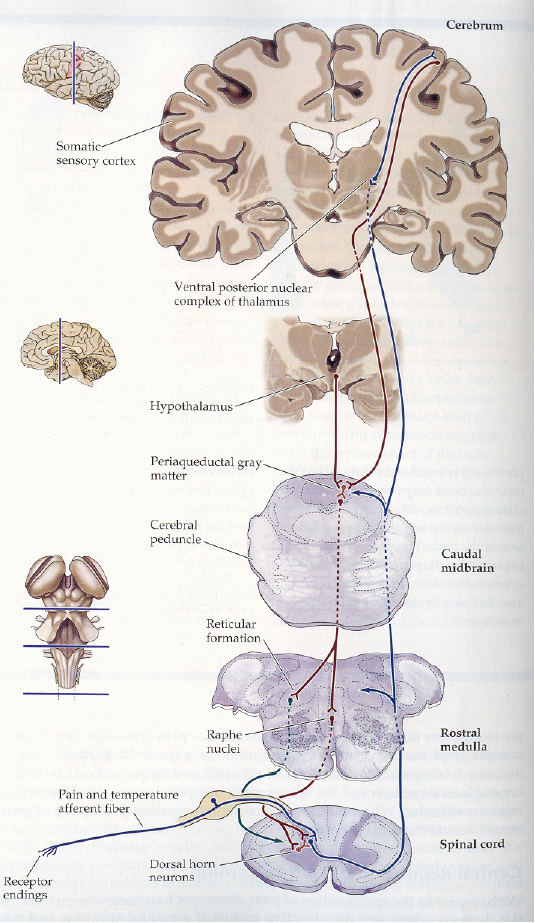 Cerebrum
Somatic
sensory cortex
Ventral posterior nuclear
complex of thalamus
Hypothalamus
Periaqueductal gray
matter
Cerebral
peduncle
Caudal
midbrain
Reticular
formation
Raphe
nuclei
Rostral
medulla
Pain and temperature
afferent fiber
Spinal cord
Dorsal horn
neurons
Receptor
endings